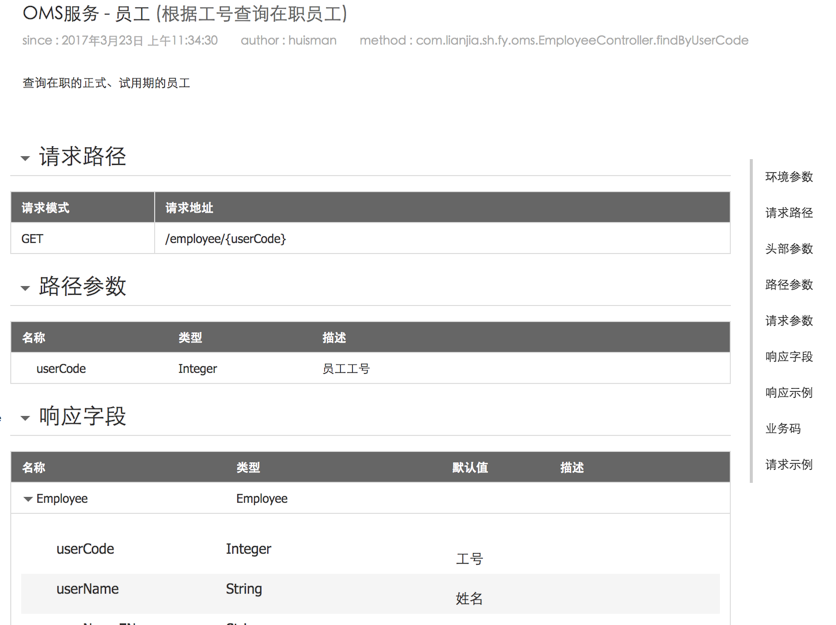 OMS服务 - 员工 (根据工号查询在职员工)
since : 2017年3月23日 上午11:34:30 author : huisman method : com.lianjia.sh.fy.oms.EmployeeController.findByUserCode
查询在职的正式、试用期的员工
请求路径
请求模式 请求地址
GET /employee/{userCode}
路径参数
名称 类型 描述
userCode Integer 员工工号
响应字段
名称 类型 默认值 描述
Employee Employee
userCode Integer 工号
userName String 姓名
环境参数
请求路径
头部参数
路径参数
请求参数
响应字段
响应示例
业务码
请求示例